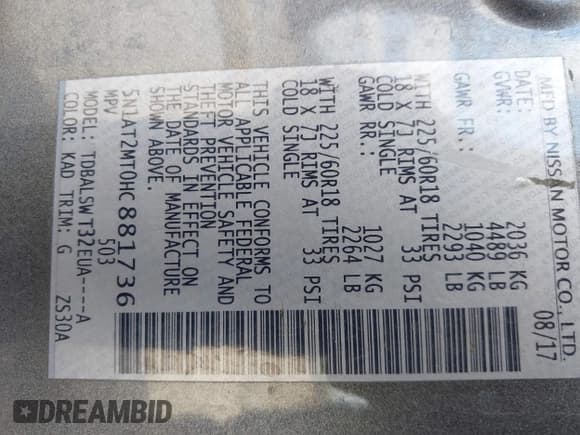 MFD BY NISSAN MOTOR CO., LTD.
DATE: 08/17
GVWR: 2036 KG
4489 LB
GAWR FR.: 1040 KG
2293 LB
WITH 225/60R18 TIRES
18 X 7J RIMS AT 33 PSI
COLD SINGLE
GAWR RR.: 1027 KG
2264 LB
WITH 225/60R18 TIRES
18 X 7J RIMS AT 33 PSI
COLD SINGLE
THIS VEHICLE CONFORMS TO
ALL APPLICABLE FEDERAL
MOTOR VEHICLE SAFETY AND
THEFT PREVENTION
STANDARDS IN EFFECT ON
THE DATE OF MANUFACTURE
SHOWN ABOVE.
5N1AT2MT0HC881736
MPV 503
MODEL: TDBALSWT32EUA----A
COLOR: KAD TRIM: G ZS30A
DREAMBID